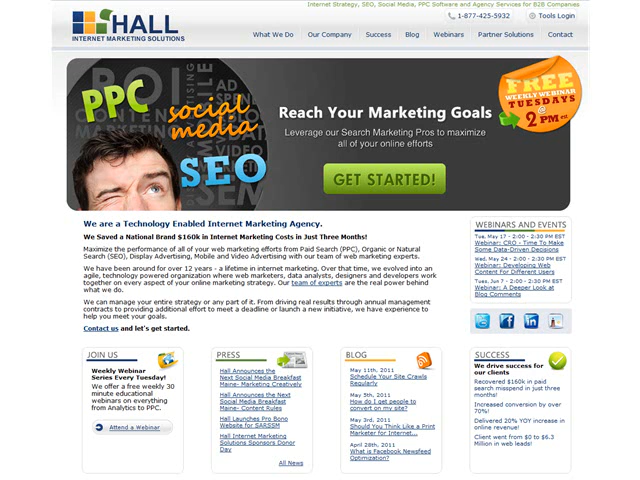 Internet Strategy, SEO, Social Media, PPC Software and Agency Services for B2B Companies
HALL
INTERNET MARKETING SOLUTIONS
1-877-425-5932
Tools Login
What We Do
Our Company
Success
Blog
Webinars
Partner Solutions
Contact
PPC
social
media
SEO
Reach Your Marketing Goals
Leverage our Search Marketing Pros to maximize
all of your online efforts
GET STARTED!
FREE
WEEKLY WEBINAR
TUESDAYS
@ 2 PM
We are a Technology Enabled Internet Marketing Agency.
We Saved a National Brand $160k in Internet Marketing Costs in Just Three Months!
Maximize the performance of all of your web marketing efforts from Paid Search (PPC), Organic or Natural
Search (SEO), Display Advertising, Mobile and Video Advertising with our team of web marketing experts.
We have been around for over 12 years - a lifetime in internet marketing. Over that time, we evolved into an
agile, technology powered organization where web marketers, data analysts, designers and developers work
together on every aspect of your online marketing strategy. Our team of experts are the real power behind
what we do.
We can manage your entire strategy or any part of it. From driving real results through annual management
contracts to providing additional effort to meet a deadline or launch a new initiative, we have experience to
help you meet your goals.
Contact us and let's get started.
WEBINARS AND EVENTS
Tue, May 17 - 2:00 - 2:30 PM EST
Webinar: CRO - Time To Make
Some Data-Driven Decisions
Wed, May 24 - 2:00 - 2:30 PM EST
Webinar: Developing Web
Content For Different Users
Tues, Jun 7 - 2:00 - 2:30 PM EST
Webinar: A Deeper Look at
Blog Comments
JOIN US
Weekly Webinar
Series Every Tuesday!
We offer a free weekly 30
minute educational
webinars on everything
from Analytics to PPC.
Attend a Webinar
PRESS
Hall Announces the
Next Social Media Breakfast
Maine- Marketing Creatively
Hall Announces the
Next Social Media Breakfast
Maine- Content Rules
Hall Launches Pro Bono
Website for SARSSM
Hall Internet Marketing
Solutions Sponsors Donor
Day
All News
BLOG
May 11th, 2011
Schedule Your Site Crawls
Regularly
May 5th, 2011
How do I get people to
convert on my site?
May 3rd, 2011
Should You Think Like a Print
Marketer for Internet...
April 28th, 2011
What is Facebook Newsfeed
Optimization?
SUCCESS
We drive success for
our clients
Recovered $160k in paid
search misspend in just three
months!
Increased conversion by over
70%!
Delivered 20% YOY increase in
online revenue!
Client went from $0 to $6.3
Million in web leads!